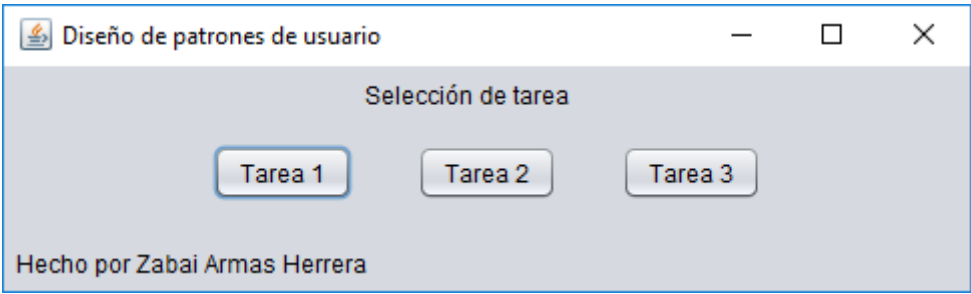 Diseño de patrones de usuario
Selección de tarea
Tarea 1 Tarea 2 Tarea 3
Hecho por Zabai Armas Herrera